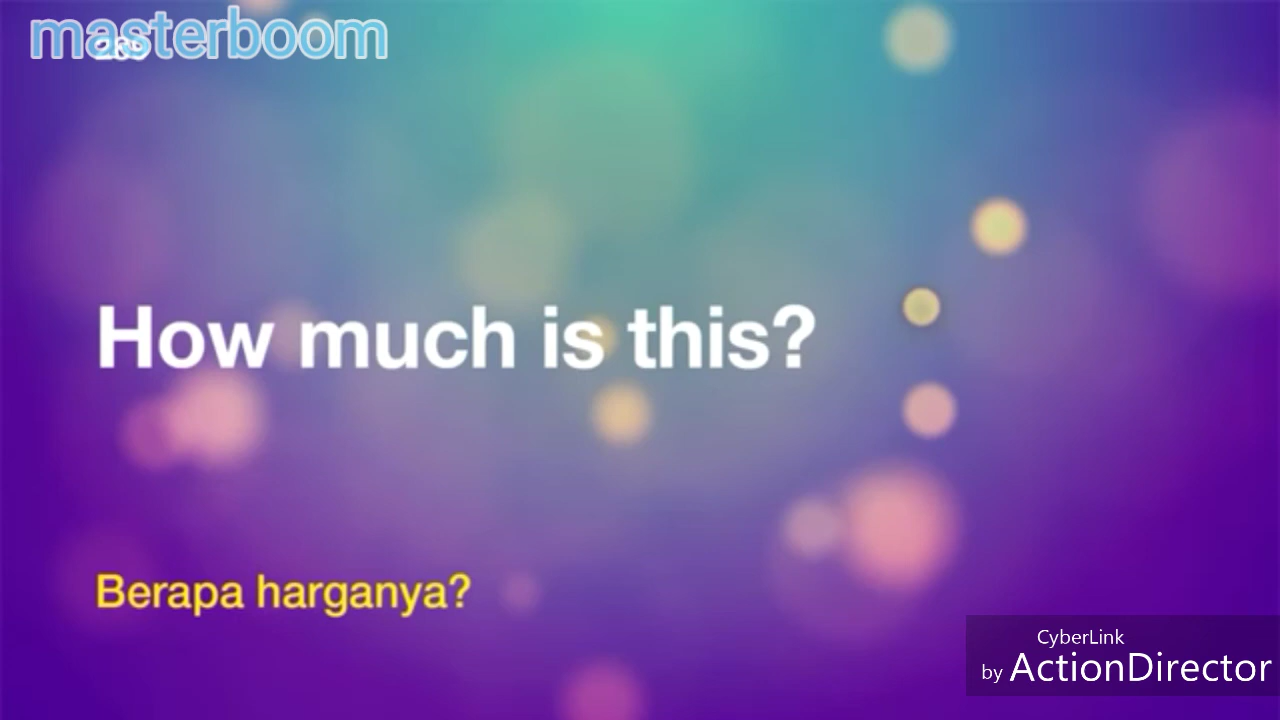 masterboom
How much is this?
Berapa harganya?
CyberLink
by ActionDirector